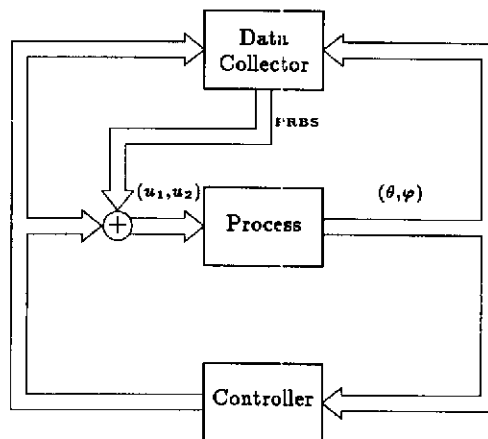 Data
Collector
PRBS
(u₁,u₂)
(θ,φ)
+
Process
Controller